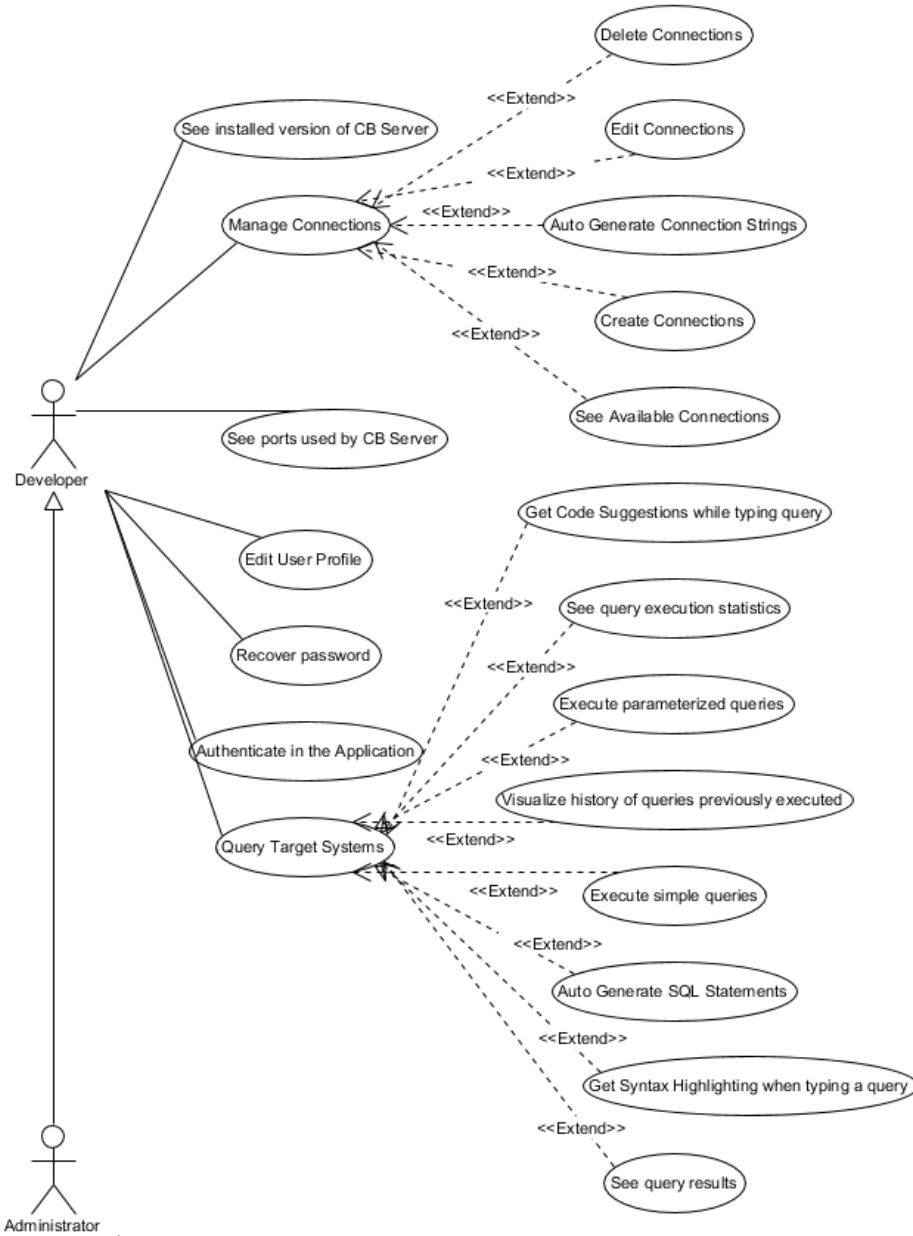 Delete Connections
<<Extend>>
See installed version of CB Server
Edit Connections
<<Extend>>
Manage Connections
<<Extend>>
Auto Generate Connection Strings
<<Extend>>
Create Connections
<<Extend>>
See Available Connections
See ports used by CB Server
Developer
Get Code Suggestions while typing query
Edit User Profile
<<Extend>>
See query execution statistics
Recover password
<<Extend>>
Execute parameterized queries
Authenticate in the Application
<<Extend>>
Visualize history of queries previously executed
Query Target Systems
<<Extend>>
Execute simple queries
<<Extend>>
<<Extend>>
Auto Generate SQL Statements
<<Extend>>
Get Syntax Highlighting when typing a query
<<Extend>>
See query results
Administrator